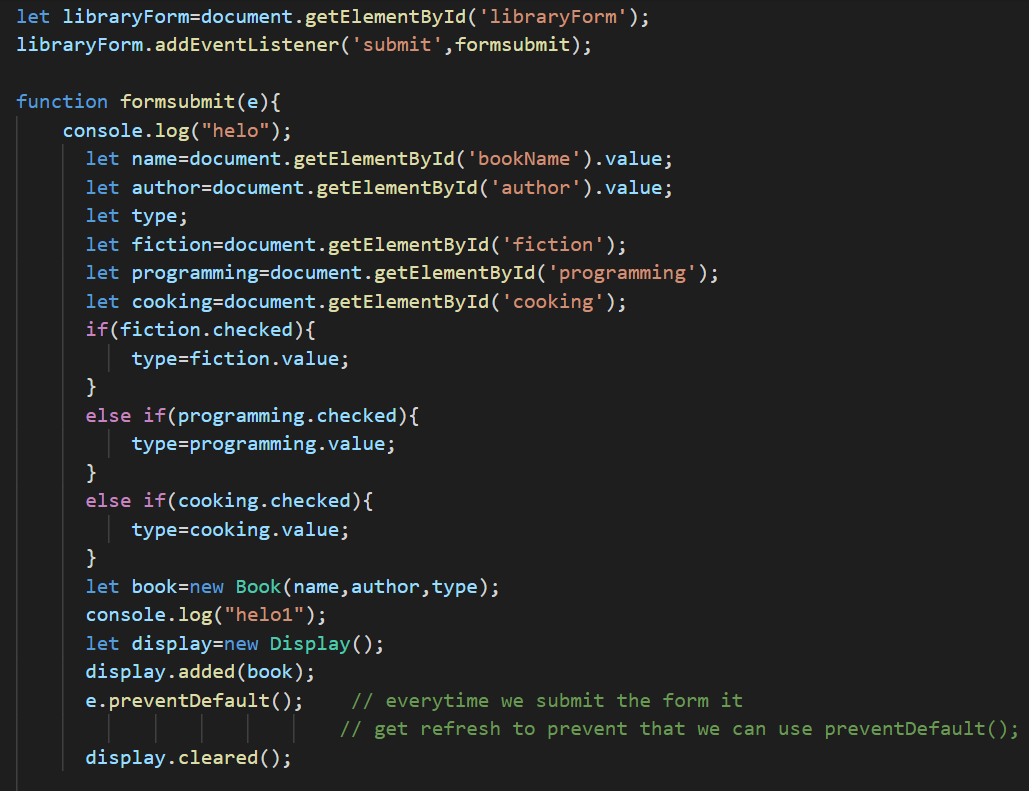 let libraryForm=document.getElementById('libraryForm');
libraryForm.addEventListener('submit',formsubmit);
function formsubmit(e){
console.log("helo");
let name=document.getElementById('bookName').value;
let author=document.getElementById('author').value;
let type;
let fiction=document.getElementById('fiction');
let programming=document.getElementById('programming');
let cooking=document.getElementById('cooking');
if(fiction.checked){
type=fiction.value;
}
else if(programming.checked){
type=programming.value;
}
else if(cooking.checked){
type=cooking.value;
}
let book=new Book(name,author,type);
console.log("helo1");
let display=new Display();
display.added(book);
e.preventDefault(); // everytime we submit the form it
// get refresh to prevent that we can use preventDefault();
display.cleared();